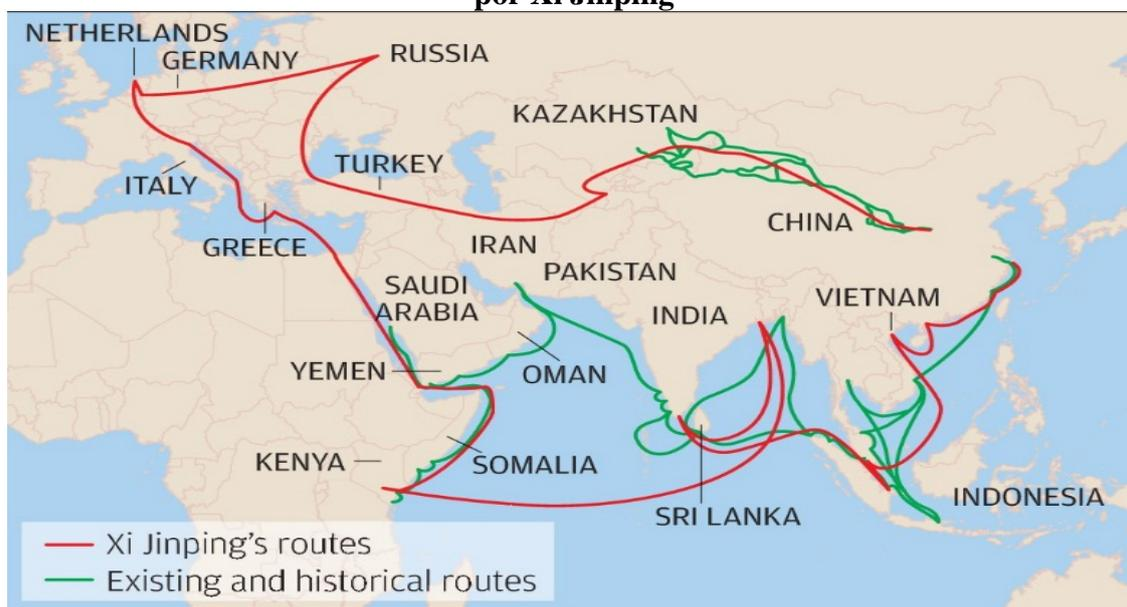 por Xi Jinping
NETHERLANDS
GERMANY
RUSSIA
KAZAKHSTAN
TURKEY
ITALY
CHINA
GREECE
IRAN
PAKISTAN
SAUDI
ARABIA
VIETNAM
INDIA
YEMEN
OMAN
KENYA
SOMALIA
INDONESIA
SRI LANKA
Xi Jinping's routes
Existing and historical routes